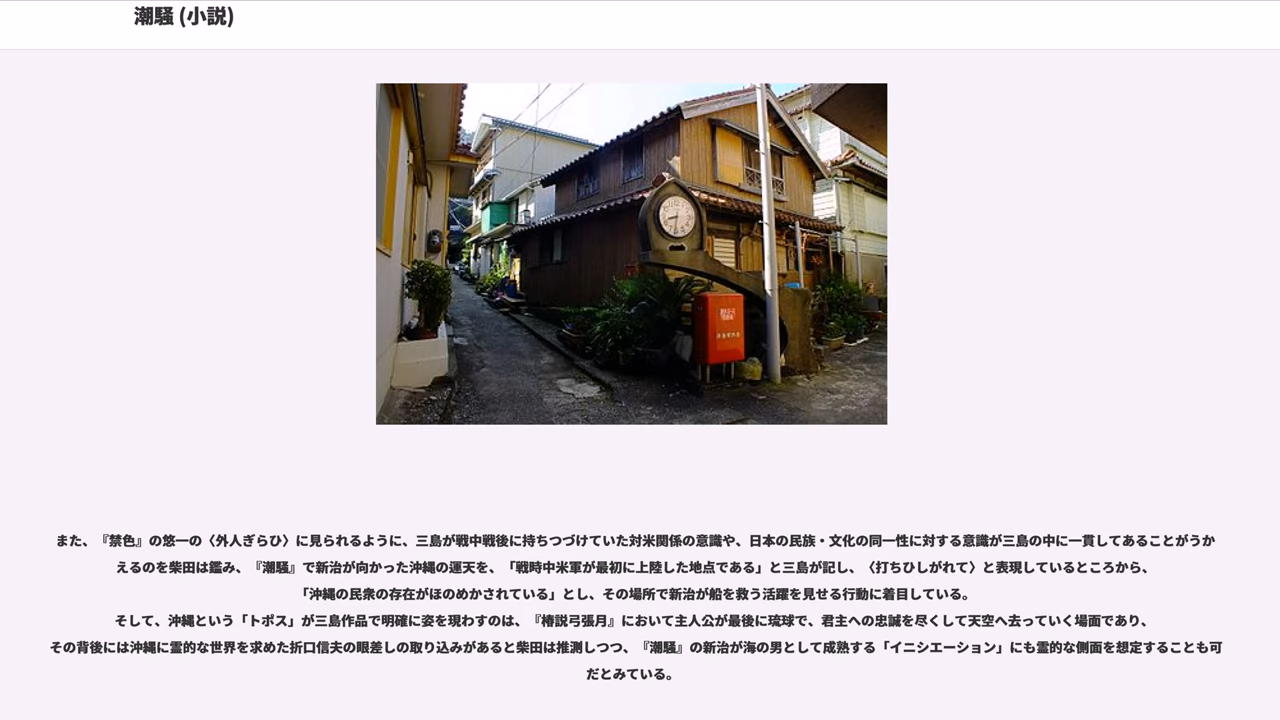 潮騒 (小説)
また、『禁色』の悠一の〈外人ぎらひ〉に見られるように、三島が戦中戦後に持ちつづけていた対米関係の意識や、日本の民族・文化の同一性に対する意識が三島の中に一貫してあることがうか
えるのを柴田は鑑み、『潮騒』で新治が向かった沖縄の運天を、「戦時中米軍が最初に上陸した地点である」と三島が記し、〈打ちひしがれて〉と表現しているところから、
「沖縄の民衆の存在がほのめかされている」とし、その場所で新治が船を救う活躍を見せる行動に着目している。
そして、沖縄という「トポス」が三島作品で明確に姿を現わすのは、『椿説弓張月』において主人公が最後に琉球で、君主への忠誠を尽くして天空へ去っていく場面であり、
その背後には沖縄に霊的な世界を求めた折口信夫の眼差しの取り込みがあると柴田は推測しつつ、『潮騒』の新治が海の男として成熟する「イニシエーション」にも霊的な側面を想定することも可
だとみている。